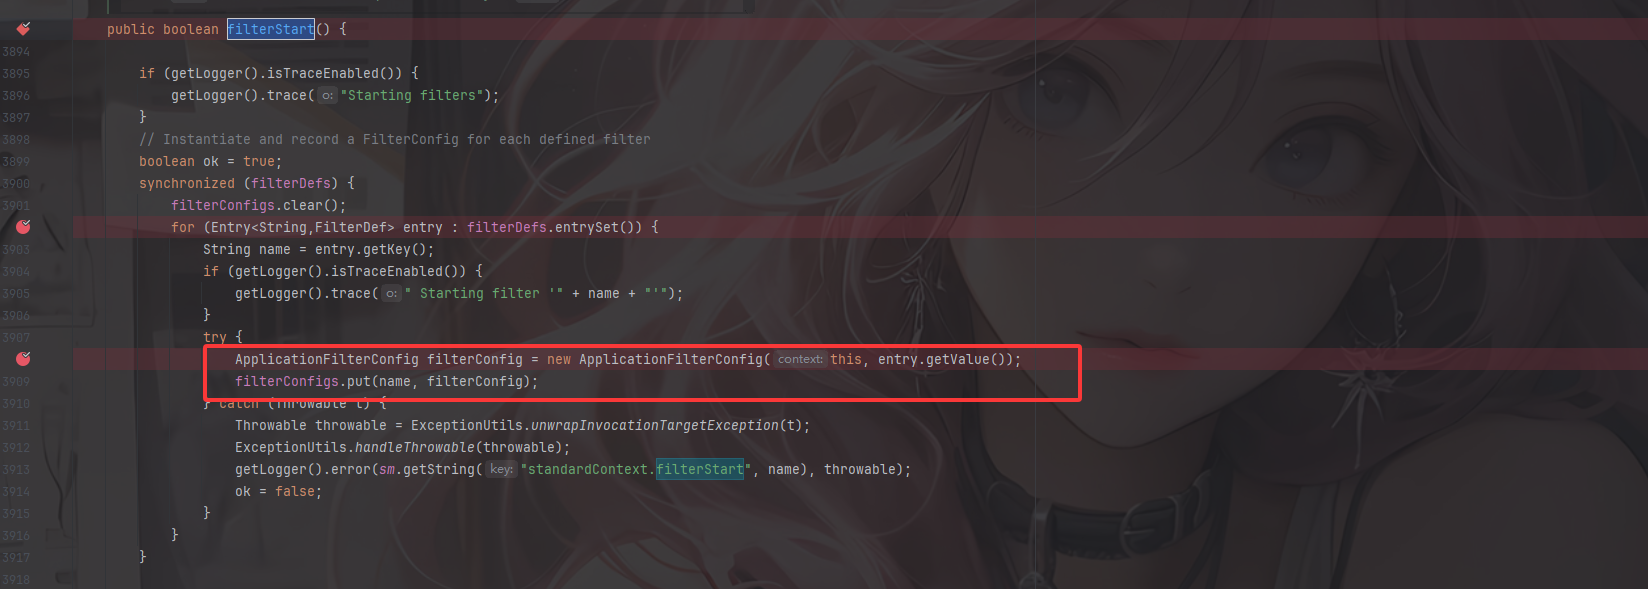 public boolean filterStart() {
3894
3895 if (getLogger().isTraceEnabled()) {
3896 getLogger().trace( o: "Starting filters");
3897 }
3898 // Instantiate and record a FilterConfig for each defined filter
3899 boolean ok = true;
3900 synchronized (filterDefs) {
3901 filterConfigs.clear();
for (Entry<String,FilterDef> entry : filterDefs.entrySet()) {
3903 String name = entry.getKey();
3904 if (getLogger().isTraceEnabled()) {
3905 getLogger().trace( o: " Starting filter '" + name + "'");
3906 }
3907 try {
ApplicationFilterConfig filterConfig = new ApplicationFilterConfig( context: this, entry.getValue());
3909 filterConfigs.put(name, filterConfig);
3910 } catch (Throwable t) {
3911 Throwable throwable = ExceptionUtils.unwrapInvocationTargetException(t);
3912 ExceptionUtils.handleThrowable(throwable);
3913 getLogger().error(sm.getString( key: "standardContext.filterStart", name), throwable);
3914 ok = false;
3915 }
3916 }
3917 }
3918